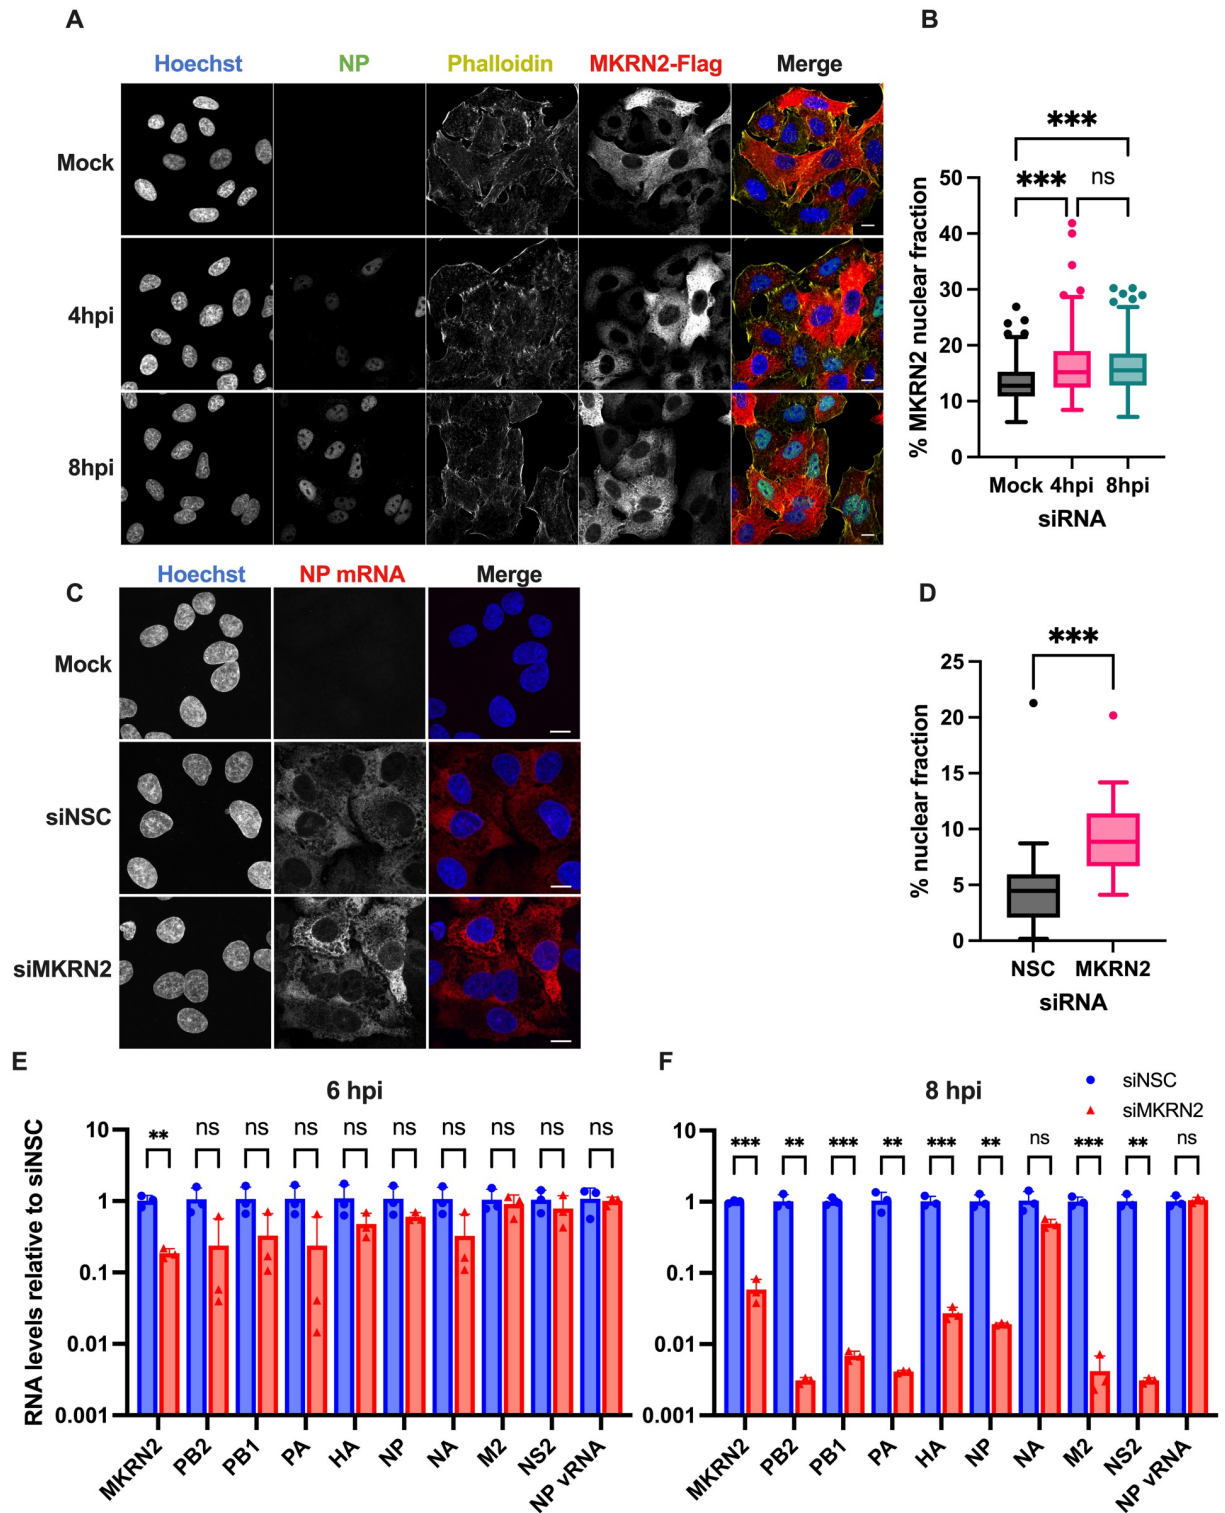 A
B
Hoechst NP Phalloidin MKRN2-Flag Merge
Mock
4hpi
8hpi
***
*** ns
50
40
30
20
10
0
% MKRN2 nuclear fraction
Mock 4hpi 8hpi
siRNA
C
Hoechst NP mRNA Merge
Mock
siNSC
siMKRN2
D
***
25
20
15
10
5
0
% nuclear fraction
NSC MKRN2
siRNA
E
6 hpi
** ns ns ns ns ns ns ns ns ns
10
1
0.1
0.01
0.001
RNA levels relative to siNSC
MKRN2 PB2 PB1 PA HA NP NA M2 NS2 NP vRNA
F
8 hpi
siNSC
siMKRN2
*** ** *** ** *** ** ns *** ** ns
10
1
0.1
0.01
0.001
MKRN2 PB2 PB1 PA HA NP NA M2 NS2 NP vRNA